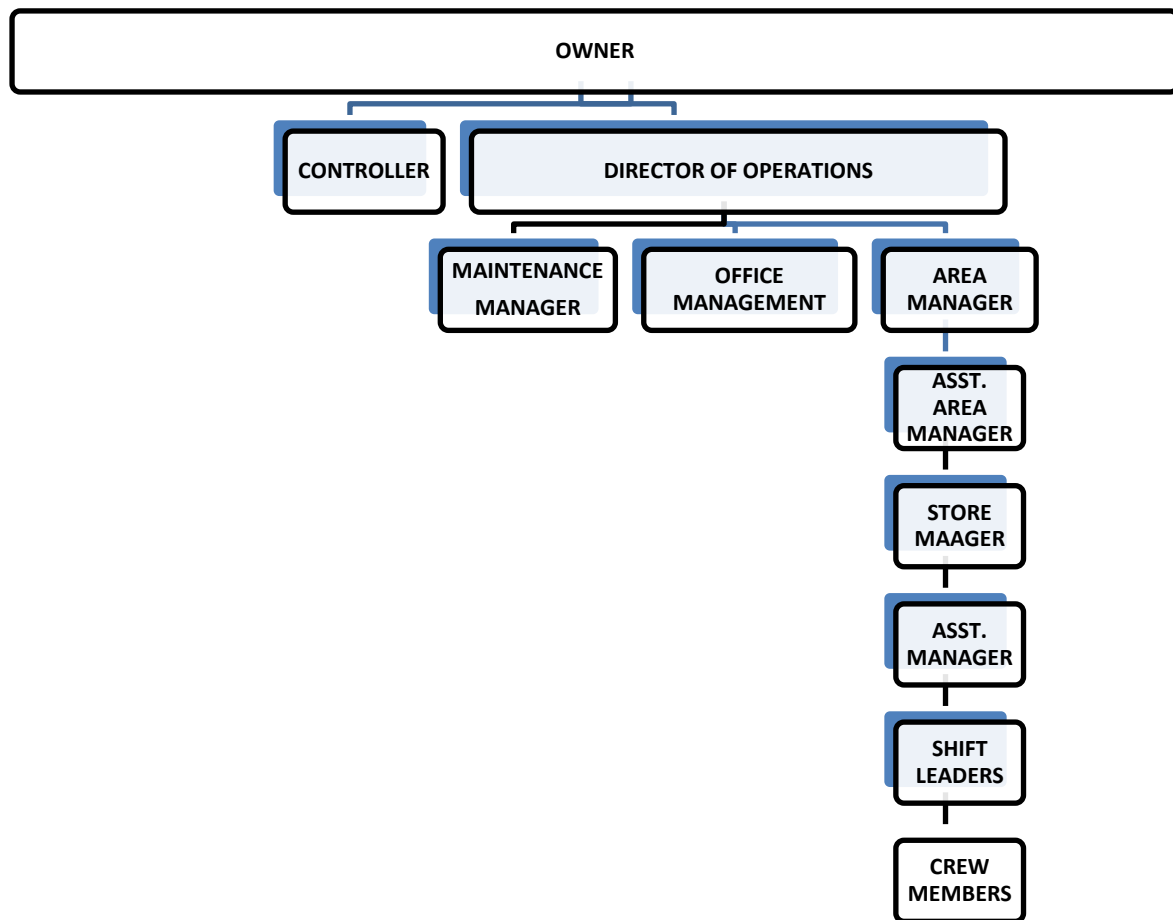 OWNER
CONTROLLER
DIRECTOR OF OPERATIONS
MAINTENANCE
MANAGER
OFFICE
MANAGEMENT
AREA
MANAGER
ASST.
AREA
MANAGER
STORE
MAAGER
ASST.
MANAGER
SHIFT
LEADERS
CREW
MEMBERS